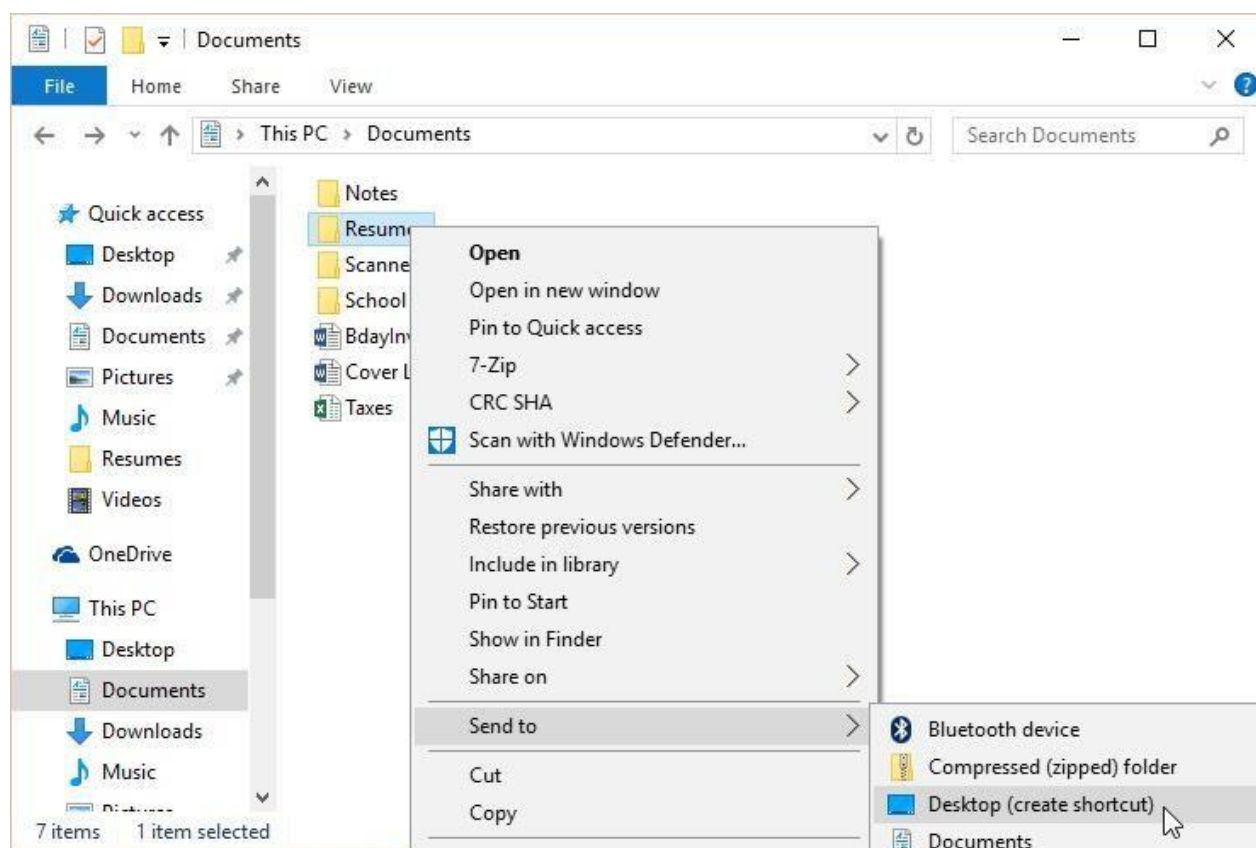 Documents
File Home Share View
This PC Documents
Search Documents
Quick access
Desktop
Downloads
Documents
Pictures
Music
Resumes
Videos
OneDrive
This PC
Desktop
Documents
Downloads
Music
Notes
Resum
Scanne
School
BdayInv
Cover L
Taxes
Open
Open in new window
Pin to Quick access
7-Zip
CRC SHA
Scan with Windows Defender...
Share with
Restore previous versions
Include in library
Pin to Start
Show in Finder
Share on
Send to
Cut
Copy
Bluetooth device
Compressed (zipped) folder
Desktop (create shortcut)
Documents
7 items 1 item selected